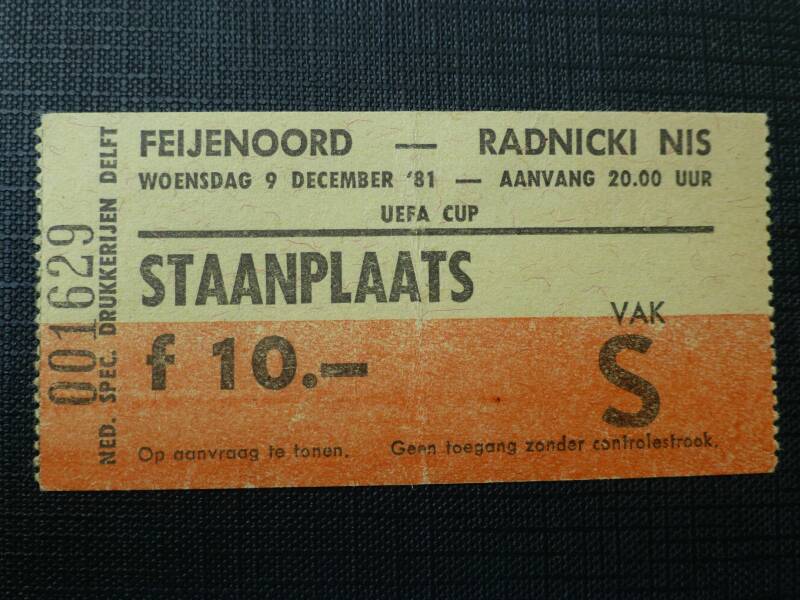 FEIJENOORD — RADNICKI NIS
WOENSDAG 9 DECEMBER '81 — AANVANG 20.00 UUR
UEFA CUP
STAANPLAATS
f 10.—
VAK
S
Op aanvraag te tonen. Geen toegang zonder controlestrook.
001629
NED. SPEC. DRUKKERIJEN DELFT